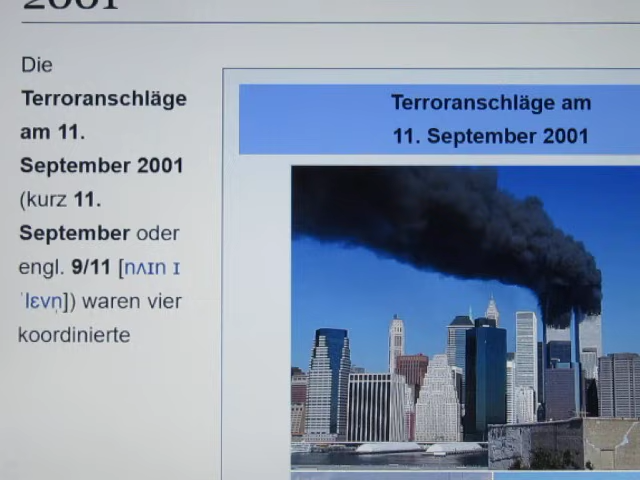 2001
Die
Terroranschläge
am 11.
September 2001
(kurz 11.
September oder
engl. 9/11 [nʌɪn ɪ
ˈlɛvn̩]) waren vier
koordinierte
Terroranschläge am
11. September 2001